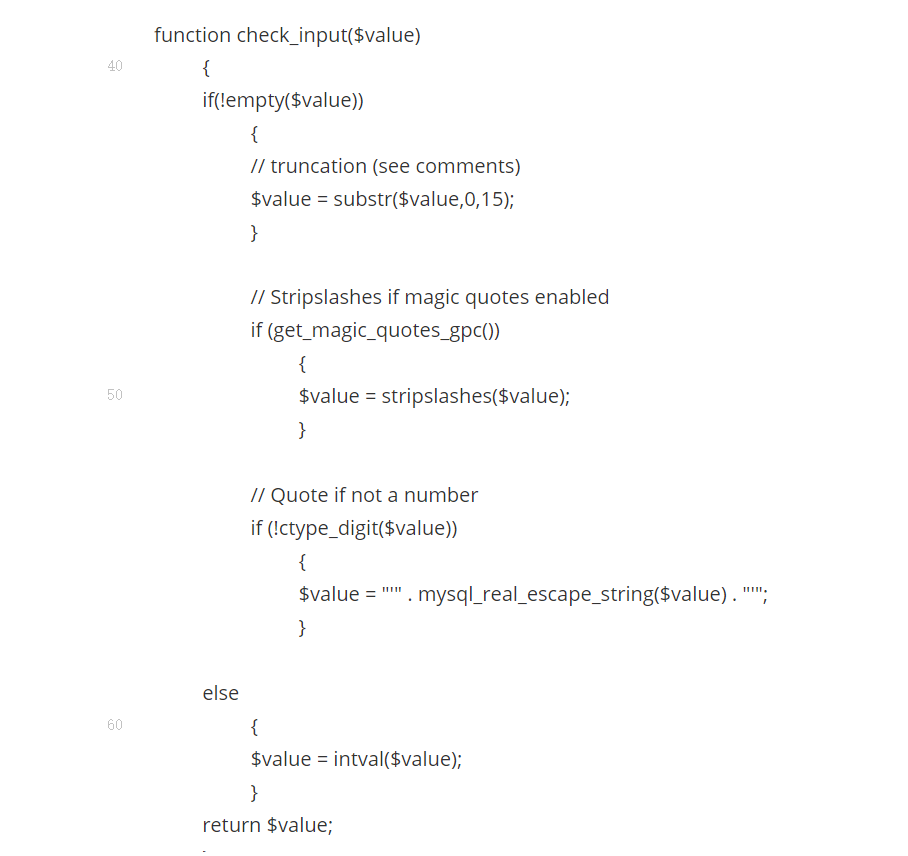 function check_input($value)
40 {
if(!empty($value))
{
// truncation (see comments)
$value = substr($value,0,15);
}
// Stripslashes if magic quotes enabled
if (get_magic_quotes_gpc())
{
50 $value = stripslashes($value);
}
// Quote if not a number
if (!ctype_digit($value))
{
$value = "'" . mysql_real_escape_string($value) . "'";
}
else
60 {
$value = intval($value);
}
return $value;